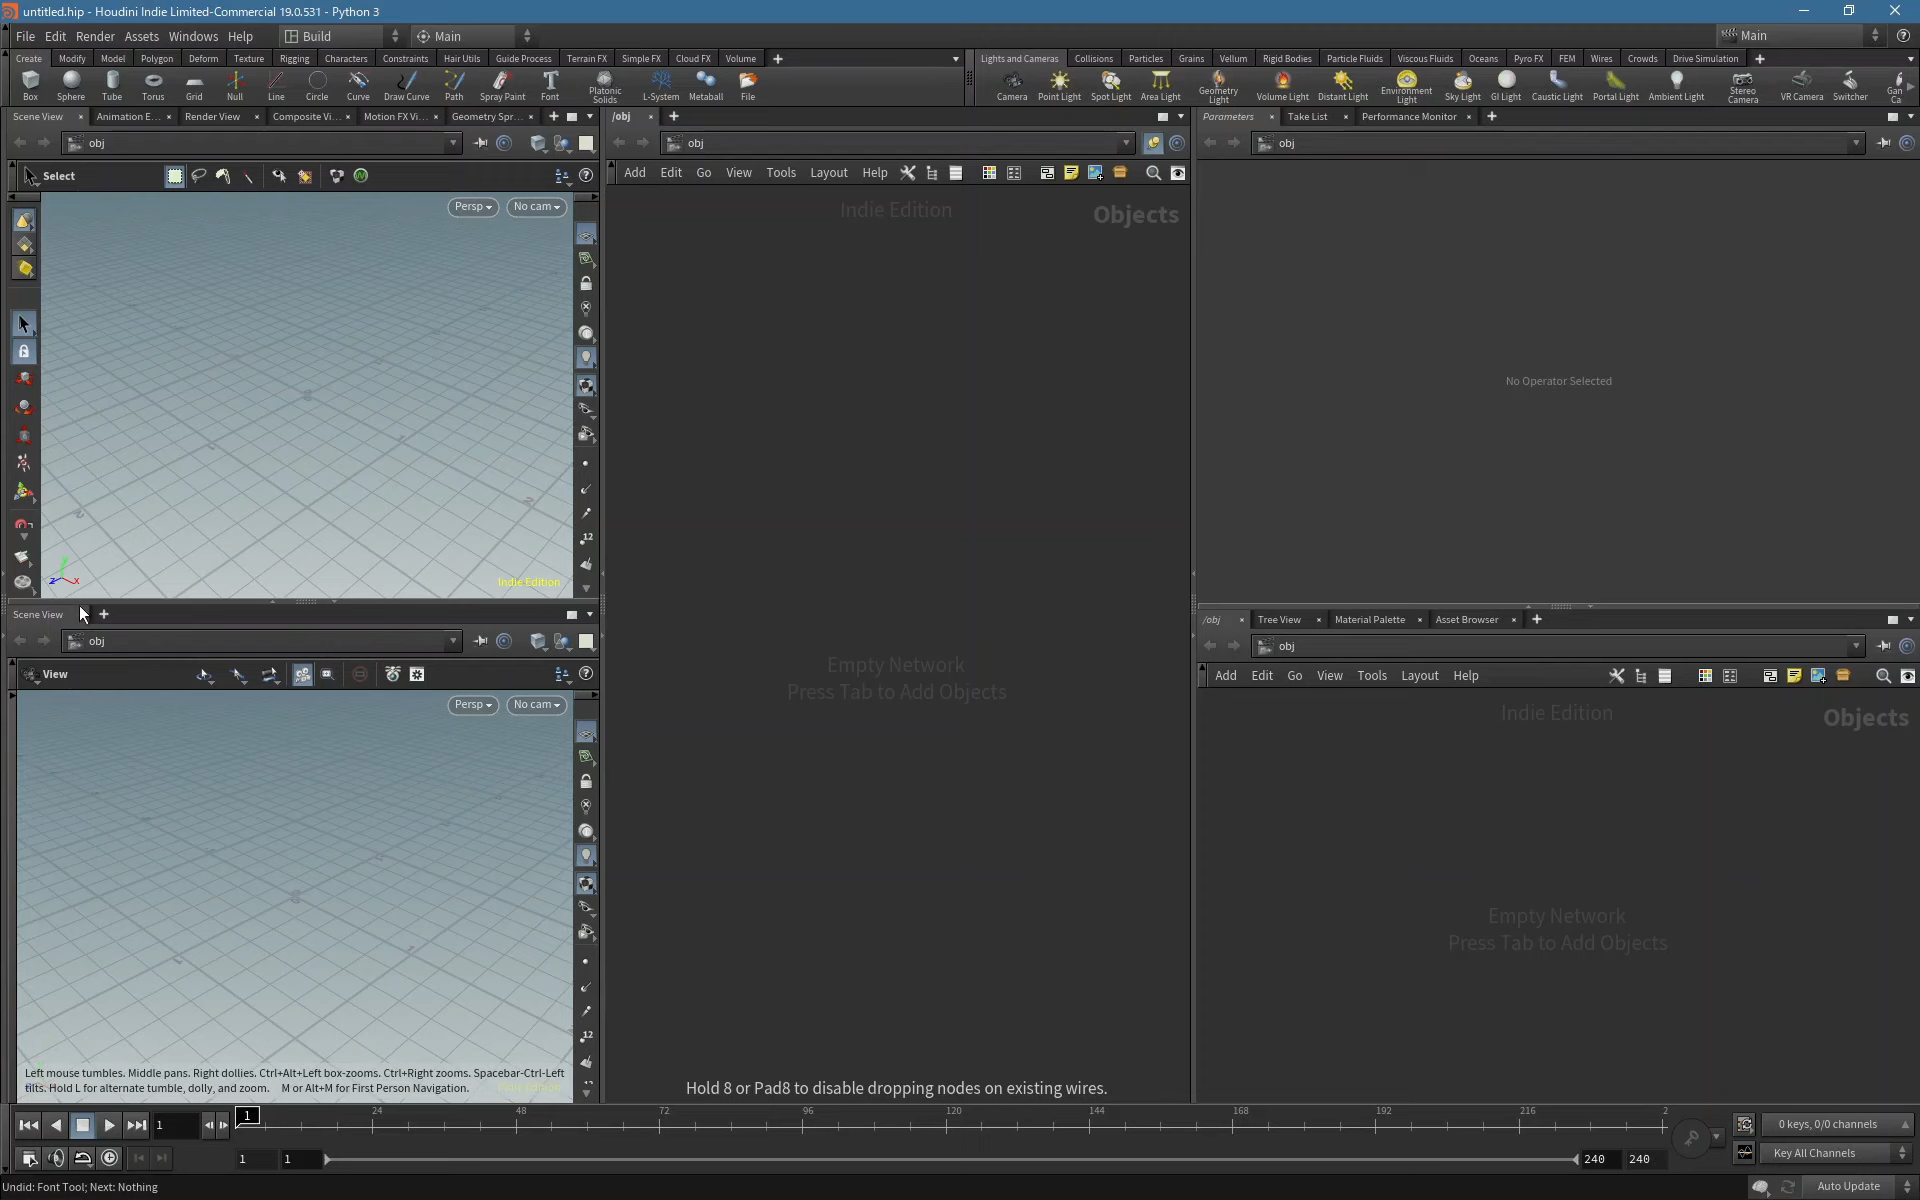 untitled.hip - Houdini Indie Limited-Commercial 19.0.531 - Python 3
File Edit Render Assets Windows Help Build Main Main
Create Modify Model Polygon Deform Texture Rigging Characters Constraints Hair Utils Guide Process Terrain FX Simple FX Cloud FX Volume
Box Sphere Tube Torus Grid Null Line Circle Curve Draw Curve Path Spray Paint Font Platonic Solids L-System Metaball File
Lights and Cameras Collisions Particles Grains Vellum Rigid Bodies Particle Fluids Viscous Fluids Oceans Pyro FX FEM Wires Crowds Drive Simulation
Camera Point Light Spot Light Area Light Geometry Light Volume Light Distant Light Environment Light Sky Light GI Light Caustic Light Portal Light Ambient Light Stereo Camera VR Camera Switcher Gan Ca
Scene View Animation E... Render View Composite Vi... Motion FX Vi... Geometry Spr...
obj
Select
Persp No cam
12
y
z x
Indie Edition
Scene View
obj
View
Persp No cam
12
Left mouse tumbles. Middle pans. Right dollies. Ctrl+Alt+Left box-zooms. Ctrl+Right zooms. Spacebar-Ctrl-Left
tilts. Hold L for alternate tumble, dolly, and zoom. M or Alt+M for First Person Navigation.
/obj
obj
Add Edit Go View Tools Layout Help
Indie Edition
Objects
Empty Network
Press Tab to Add Objects
Hold 8 or Pad8 to disable dropping nodes on existing wires.
Parameters Take List Performance Monitor
obj
No Operator Selected
/obj Tree View Material Palette Asset Browser
obj
Add Edit Go View Tools Layout Help
Indie Edition
Objects
Empty Network
Press Tab to Add Objects
1 1 24 48 72 96 120 144 168 192 216 2
0 keys, 0/0 channels
1 1 240 240
Key All Channels
Undid: Font Tool; Next: Nothing
Auto Update